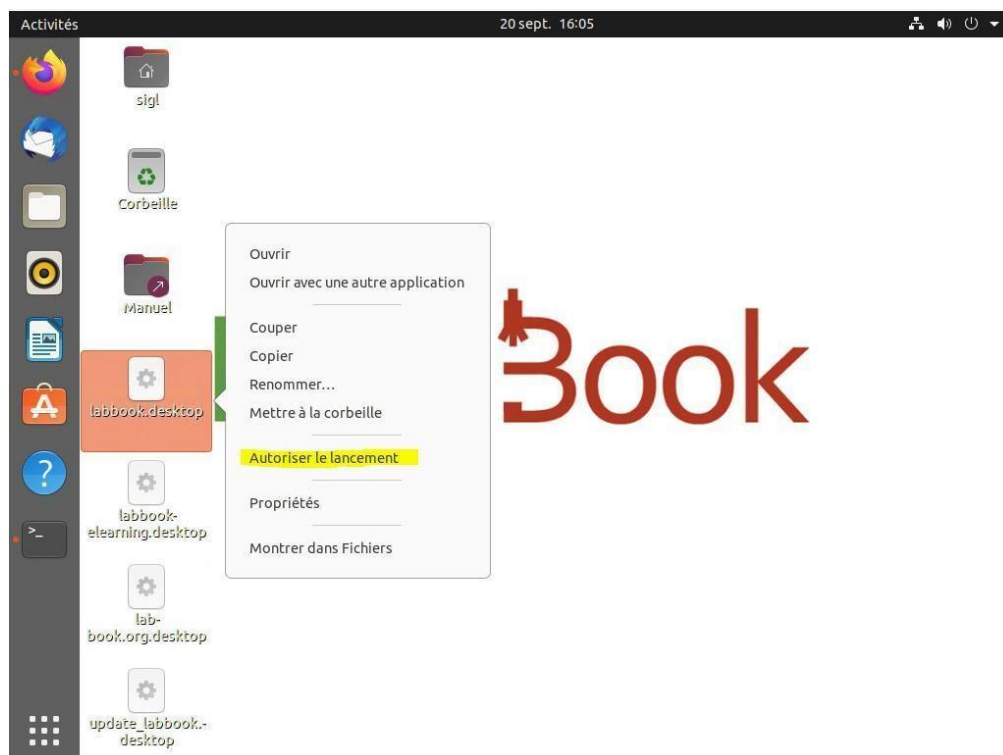 Activités
20 sept. 16:05
sigl
Corbeille
Manuel
labbook.desktop
labbook-
elearning.desktop
lab-
book.org.desktop
update_labbook.-
desktop
Ouvrir
Ouvrir avec une autre application
Couper
Copier
Renommer...
Mettre à la corbeille
Autoriser le lancement
Propriétés
Montrer dans Fichiers
Book